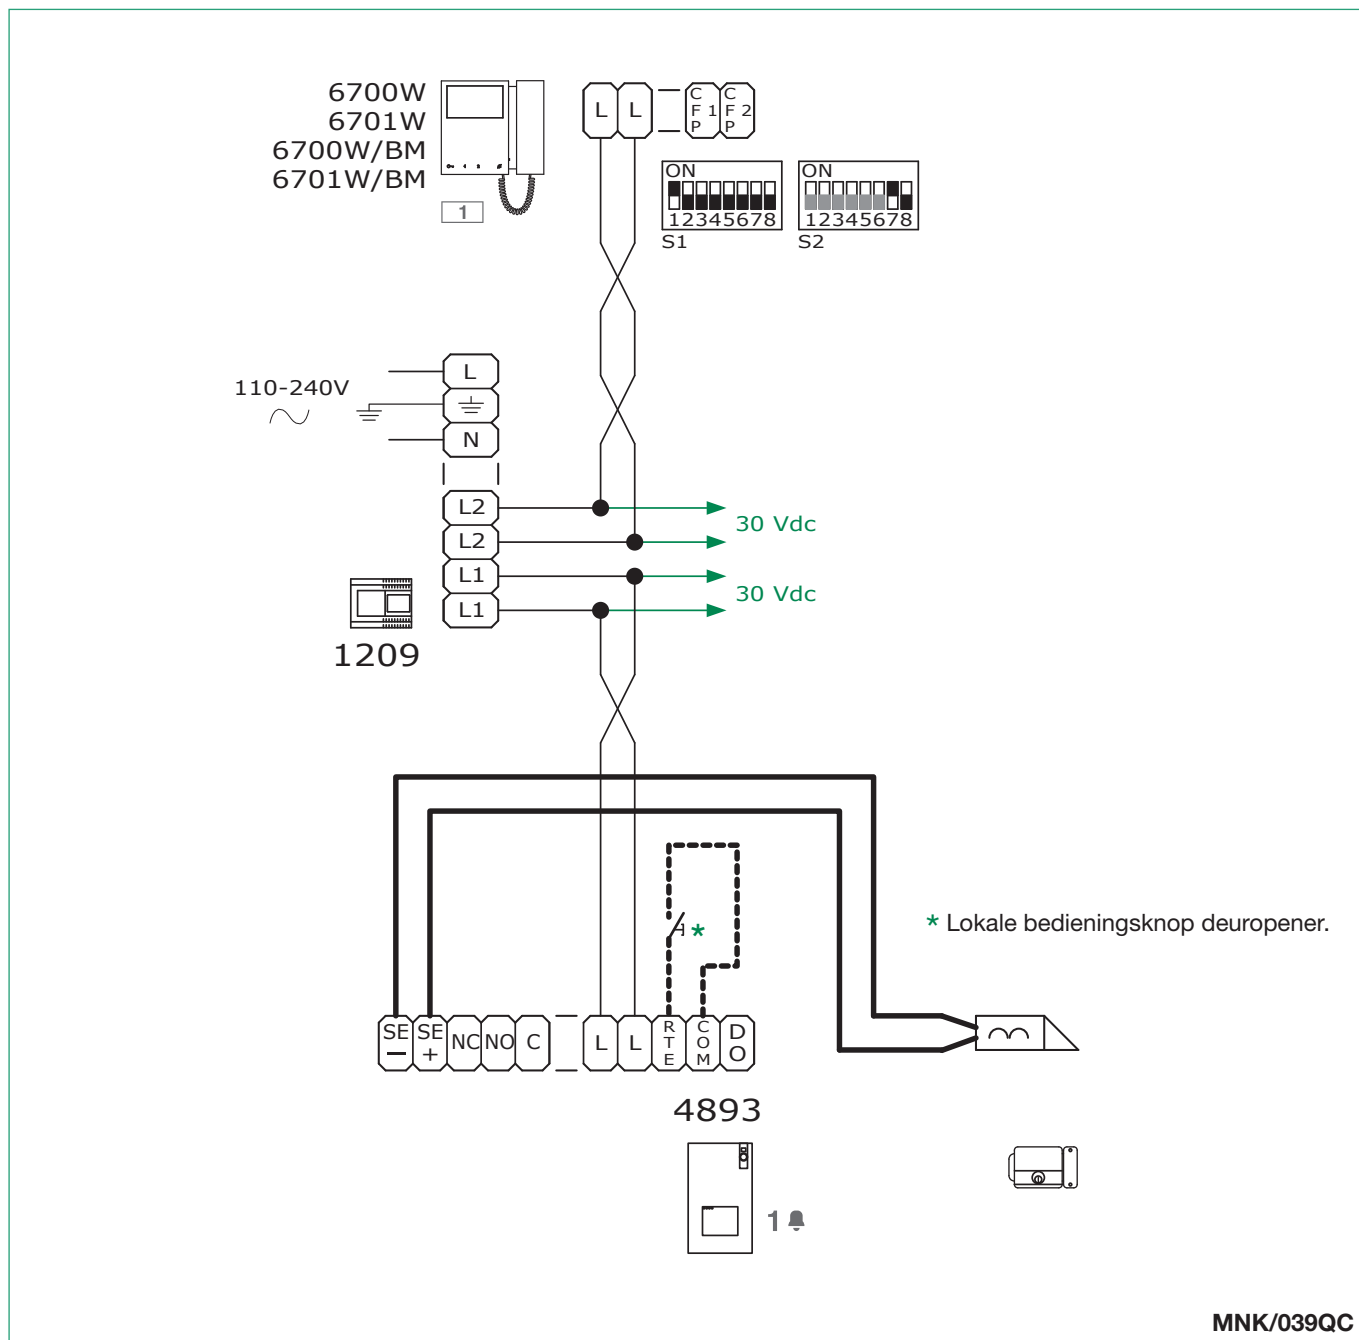 6700W
6701W
6700W/BM
6701W/BM
1
L L CFP1 CFP2
ON
12345678
S1
ON
12345678
S2
110-240V
L
N
L2
L2
L1
L1
30 Vdc
30 Vdc
1209
* Lokale bedieningsknop deuropener.
*
SE - SE + NC NO C L L RTE COM DO
4893
1
MNK/039QC